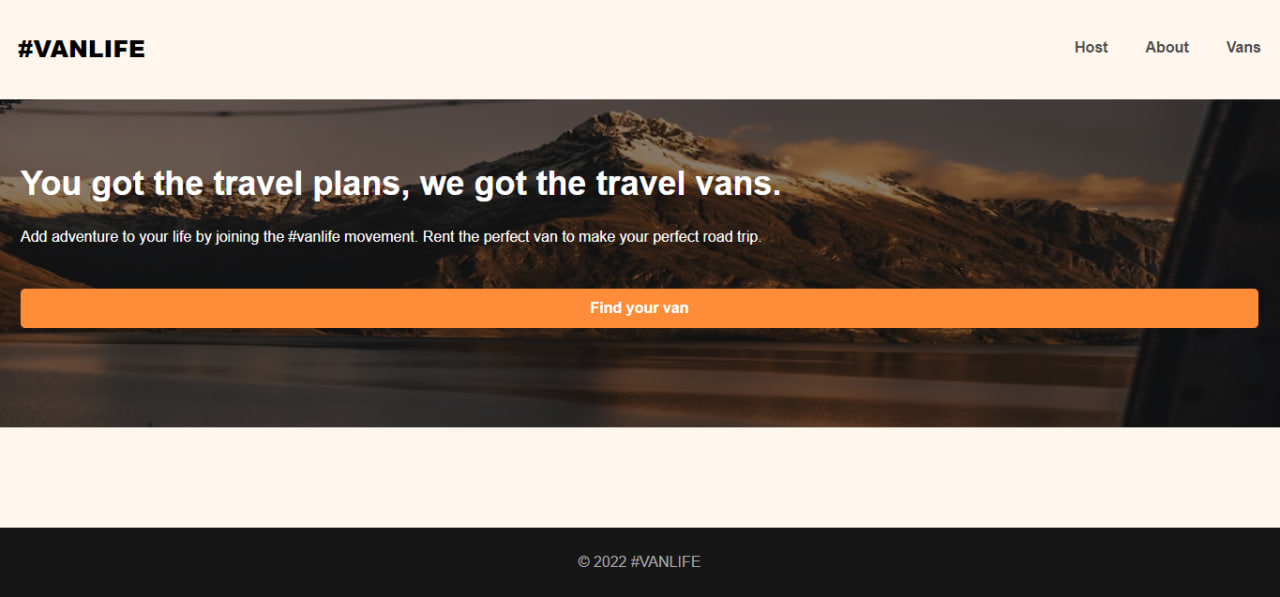 #VANLIFE
Host About Vans
You got the travel plans, we got the travel vans.
Add adventure to your life by joining the #vanlife movement. Rent the perfect van to make your perfect road trip.
Find your van
© 2022 #VANLIFE